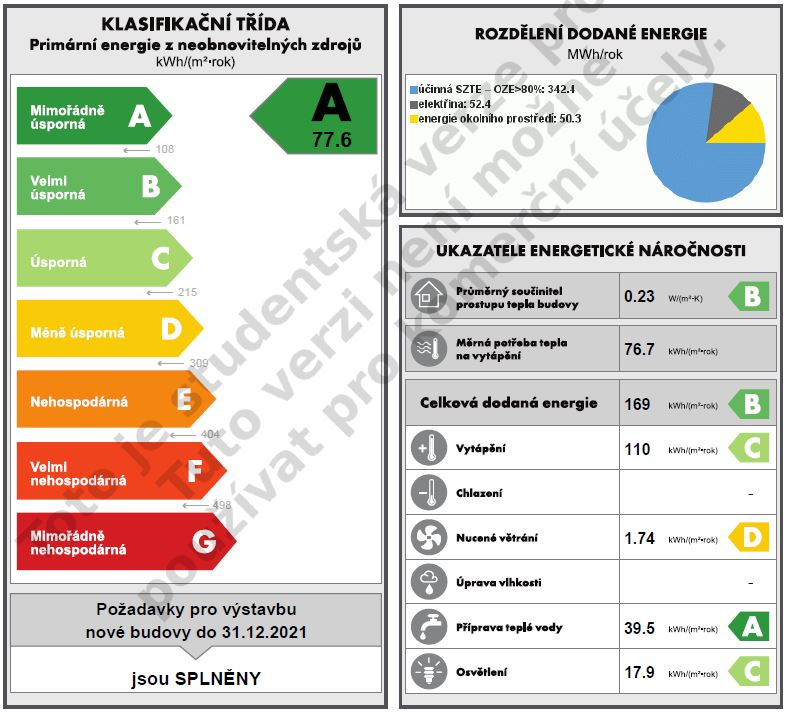 KLASIFIKAČNÍ TŘÍDA
Primární energie z neobnovitelných zdrojů
kWh/(m²•rok)
A
77.6
Mimořádně
úsporná
A
108
Velmi
úsporná
B
161
Úsporná
C
215
Méně úsporná
D
309
Nehospodárná
E
404
Velmi
nehospodárná
F
498
Mimořádně
nehospodárná
G
Požadavky pro výstavbu
nové budovy do 31.12.2021
jsou SPLNĚNY
ROZDĚLENÍ DODANÉ ENERGIE
MWh/rok
účinná SZTE – OZE>80%: 342.4
elektřina: 52.4
energie okolního prostředí: 50.3
UKAZATELE ENERGETICKÉ NÁROČNOSTI
Průměrný součinitel
prostupu tepla budovy
0.23 W/(m²•K) B
Měrná potřeba tepla
na vytápění
76.7 kWh/(m²•rok)
Celková dodaná energie 169 kWh/(m²•rok) B
Vytápění 110 kWh/(m²•rok) C
Chlazení -
Nucené větrání 1.74 kWh/(m²•rok) D
Úprava vlhkosti -
Příprava teplé vody 39.5 kWh/(m²•rok) A
Osvětlení 17.9 kWh/(m²•rok) C
Toto je studentská verze
Tuto verzi není možné
používat pro komerční účely.